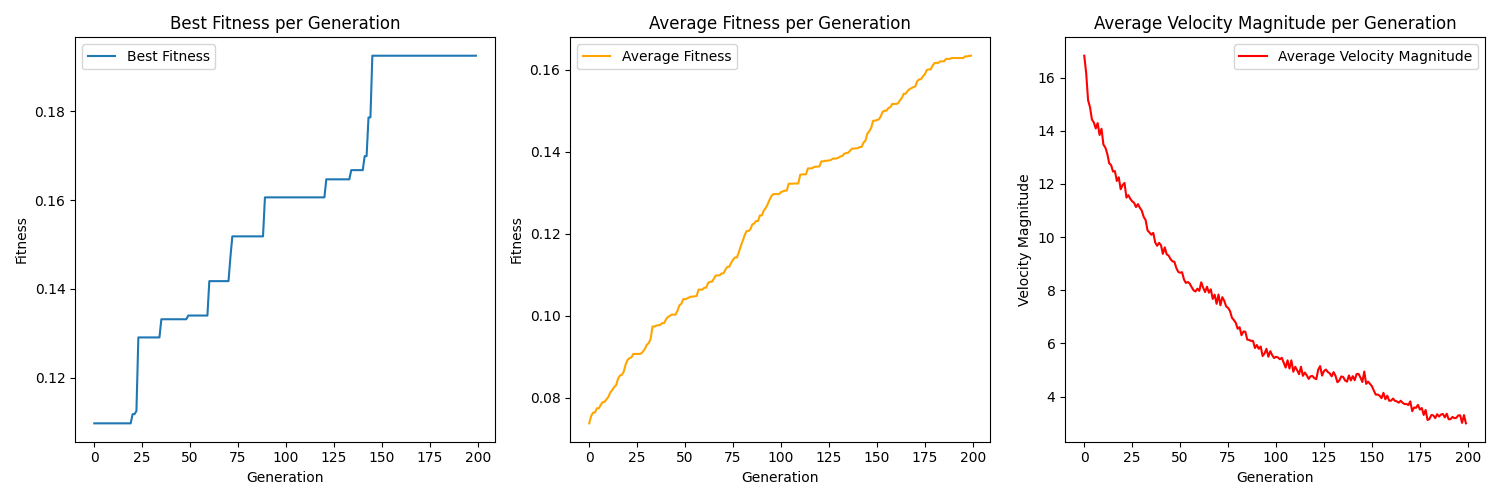 Best Fitness per Generation
Best Fitness
Fitness
0.18
0.16
0.14
0.12
0 25 50 75 100 125 150 175 200
Generation
Average Fitness per Generation
Average Fitness
Fitness
0.16
0.14
0.12
0.10
0.08
0 25 50 75 100 125 150 175 200
Generation
Average Velocity Magnitude per Generation
Average Velocity Magnitude
Velocity Magnitude
16
14
12
10
8
6
4
0 25 50 75 100 125 150 175 200
Generation